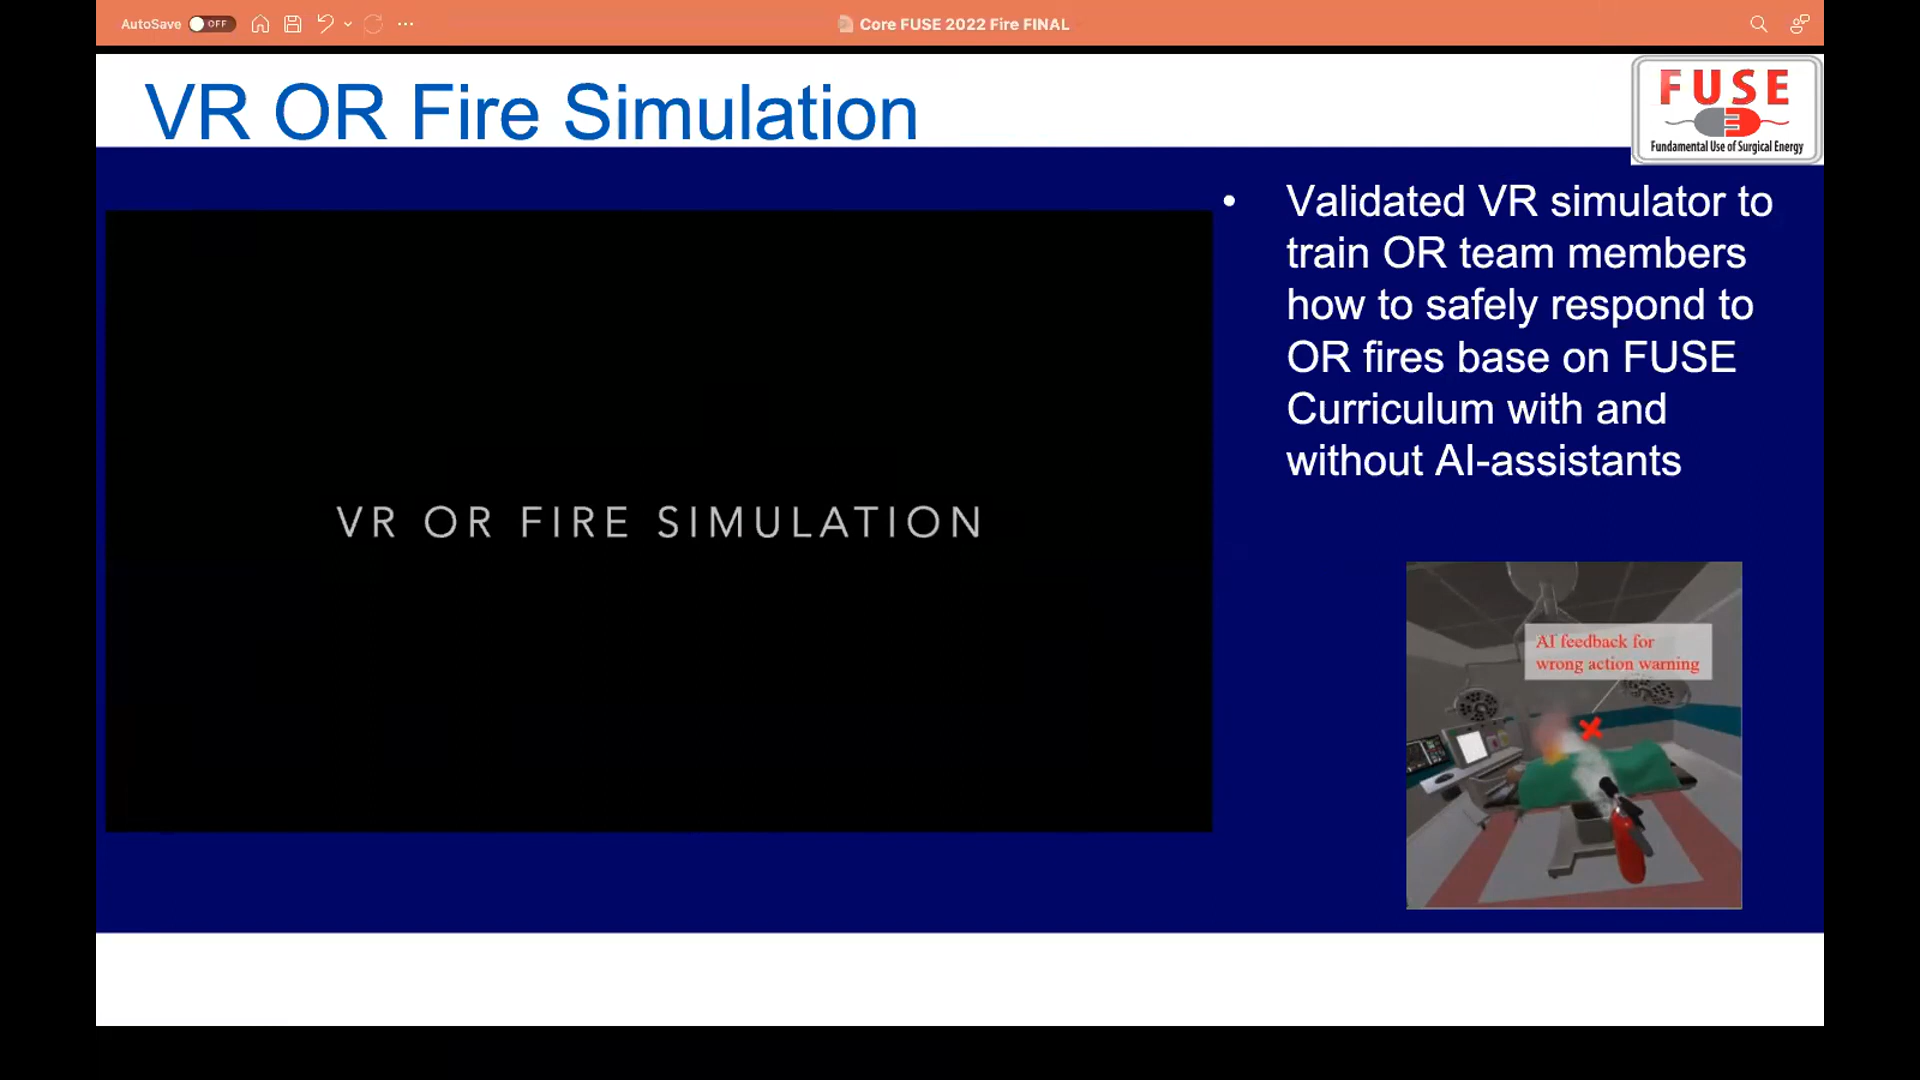 AutoSave OFF
Core FUSE 2022 Fire FINAL
VR OR Fire Simulation
FUSE
Fundamental Use of Surgical Energy
• Validated VR simulator to
train OR team members
how to safely respond to
OR fires base on FUSE
Curriculum with and
without AI-assistants
VR OR FIRE SIMULATION
AI feedback for
wrong action warning